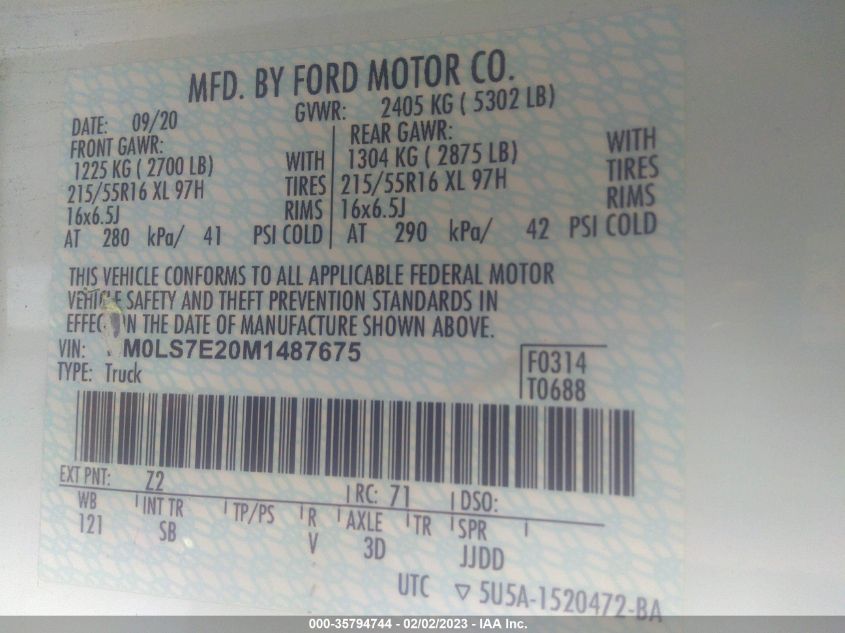 MFD. BY FORD MOTOR CO.
DATE: 09/20 GVWR: 2405 KG ( 5302 LB)
FRONT GAWR: REAR GAWR:
1225 KG ( 2700 LB) WITH 1304 KG ( 2875 LB) WITH
215/55R16 XL 97H TIRES 215/55R16 XL 97H TIRES
16x6.5J RIMS 16x6.5J RIMS
AT 280 kPa/ 41 PSI COLD AT 290 kPa/ 42 PSI COLD
THIS VEHICLE CONFORMS TO ALL APPLICABLE FEDERAL MOTOR
VEHICLE SAFETY AND THEFT PREVENTION STANDARDS IN
EFFECT ON THE DATE OF MANUFACTURE SHOWN ABOVE.
VIN: M0LS7E20M1487675
TYPE: Truck
F0314
T0688
EXT PNT: Z2 RC: 71 DSO:
WB INT TR TP/PS R AXLE TR SPR
121 SB V 3D JJDD
UTC ▽ 5U5A-1520472-BA
000-35794744 - 02/02/2023 - IAA Inc.